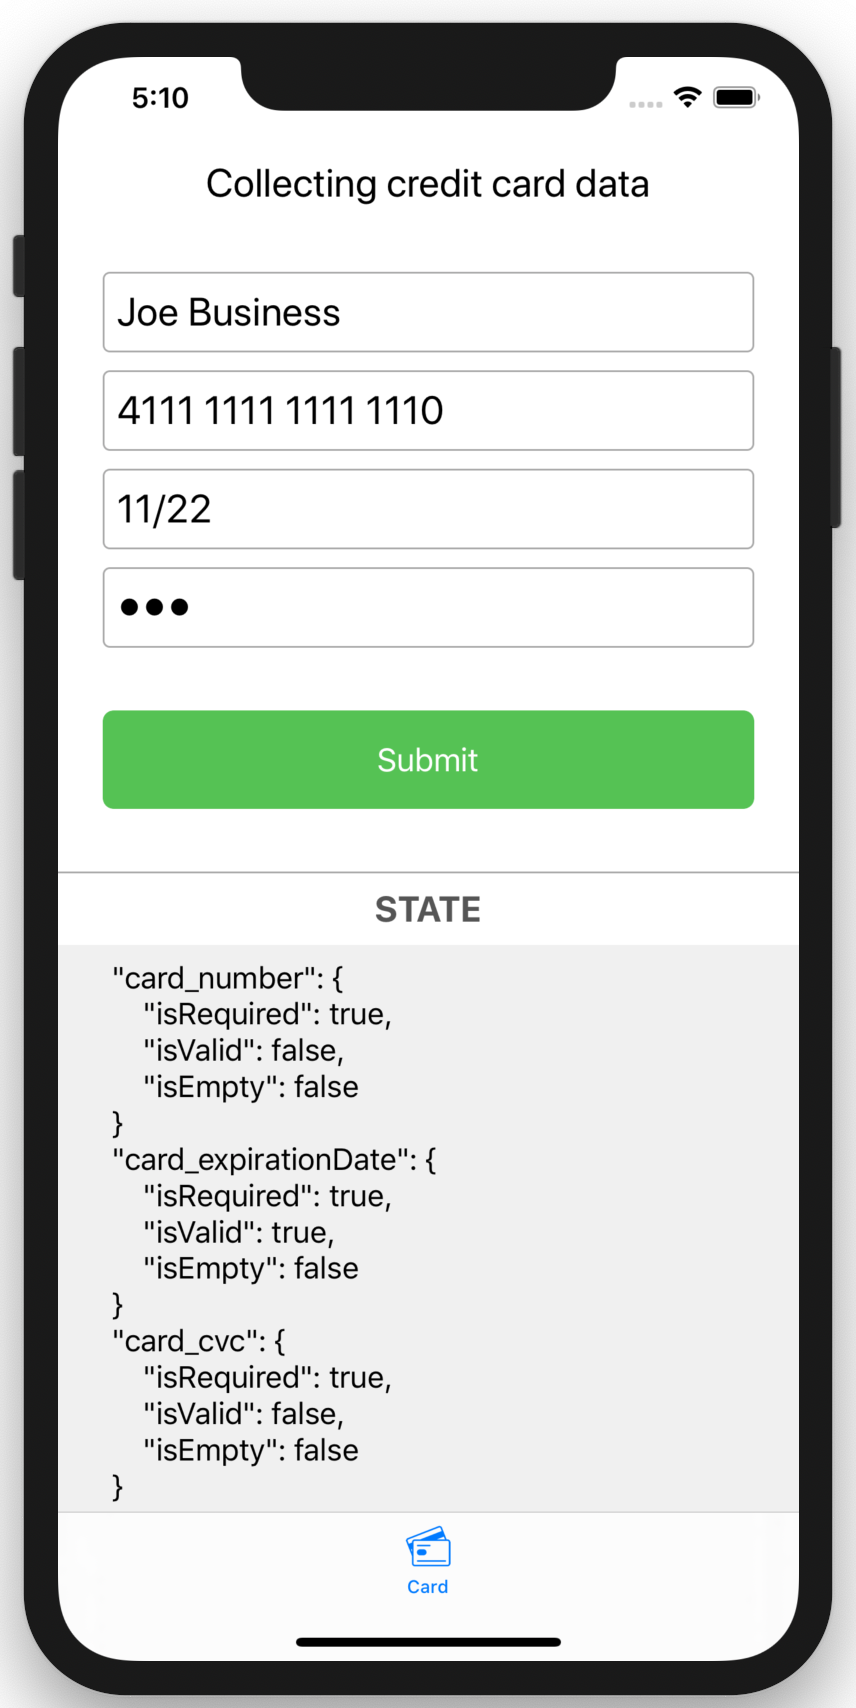 5:10
Collecting credit card data
Joe Business
4111 1111 1111 1110
11/22
●●●
Submit
STATE
"card_number": {
"isRequired": true,
"isValid": false,
"isEmpty": false
}
"card_expirationDate": {
"isRequired": true,
"isValid": true,
"isEmpty": false
}
"card_cvc": {
"isRequired": true,
"isValid": false,
"isEmpty": false
}
Card